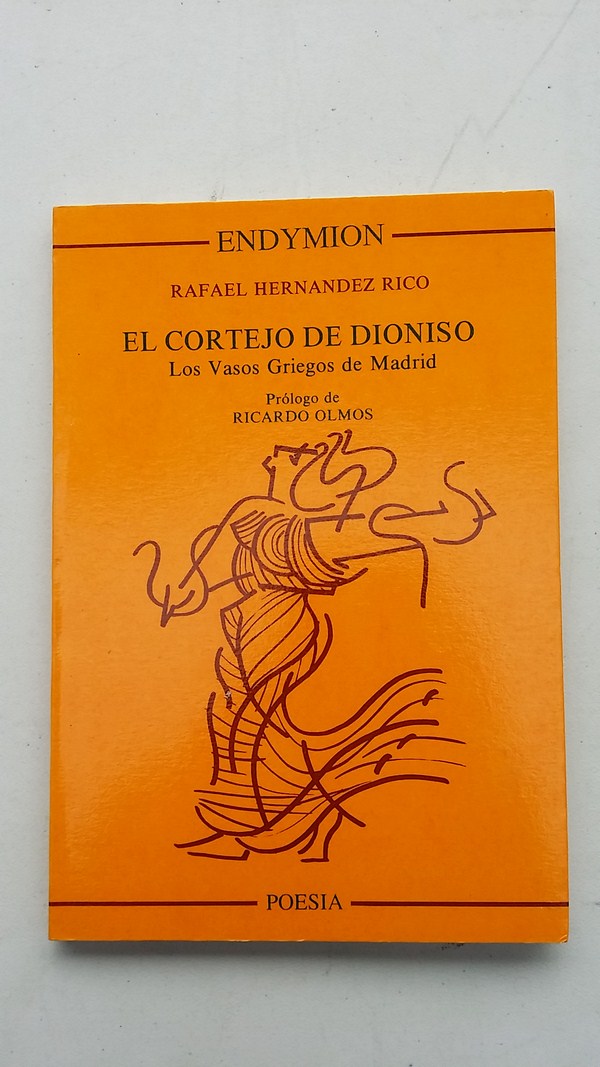 ENDYMION
RAFAEL HERNANDEZ RICO
EL CORTEJO DE DIONISO
Los Vasos Griegos de Madrid
Prólogo de
RICARDO OLMOS
POESIA